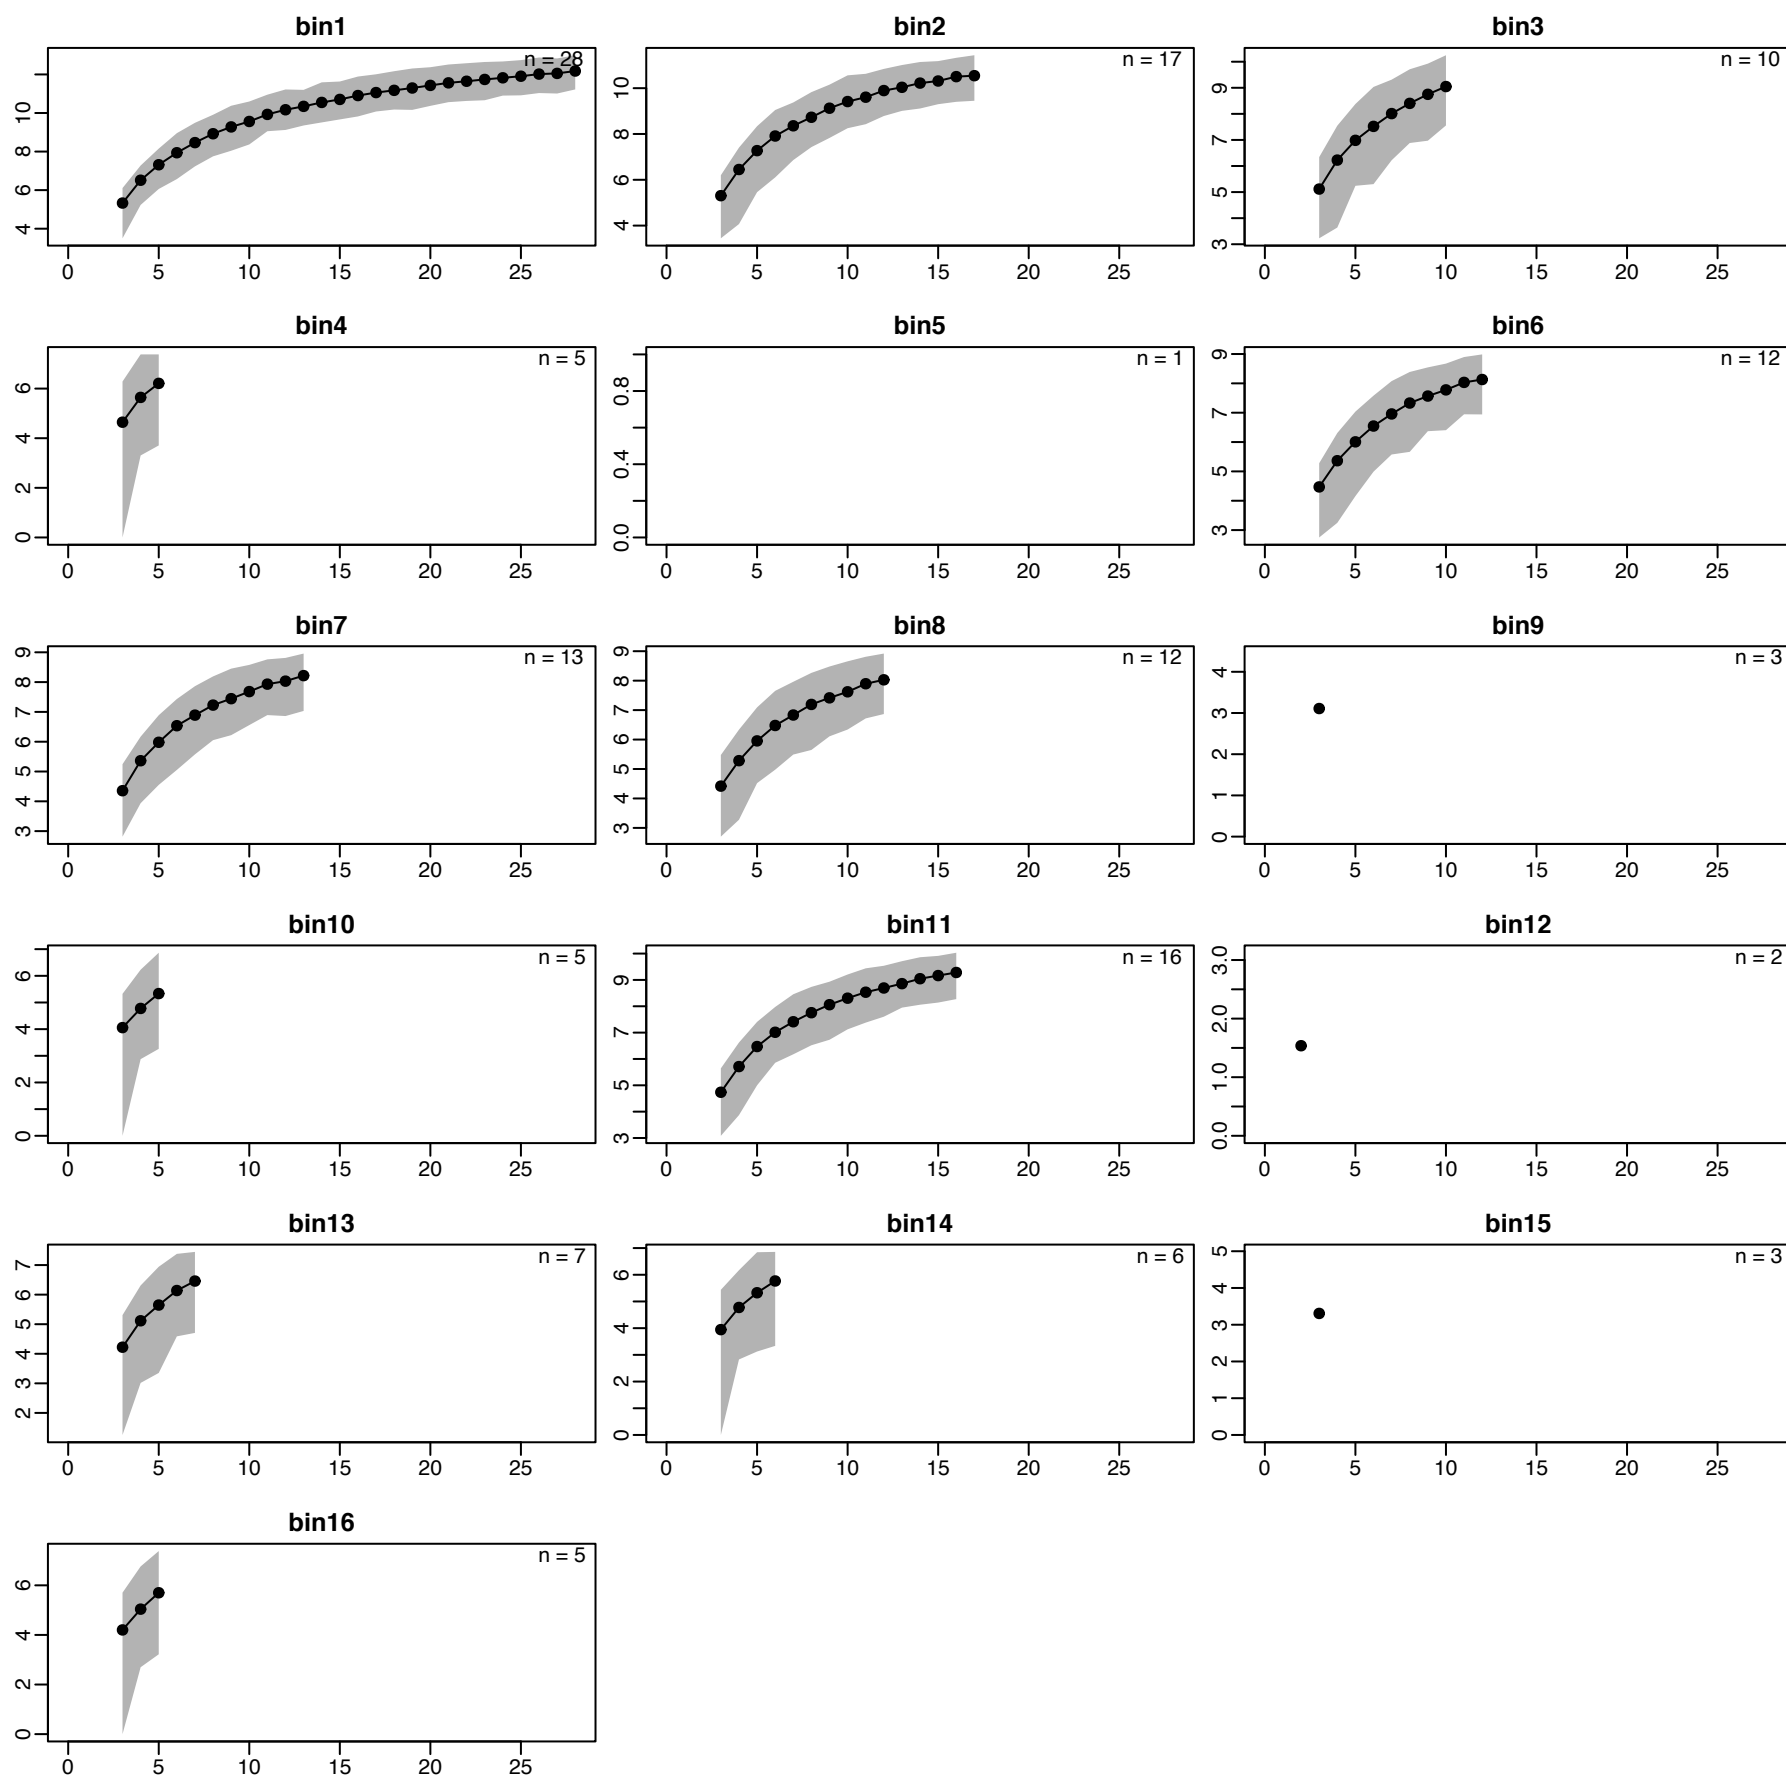 bin1 bin2 bin3
n = 28 n = 17 n = 10
4 6 8 10
4 6 8 10
3 5 7 9
0 5 10 15 20 25
0 5 10 15 20 25
0 5 10 15 20 25
bin4 bin5 bin6
n = 5 n = 1 n = 12
0 2 4 6
0.0 0.4 0.8
3 5 7 9
0 5 10 15 20 25
0 5 10 15 20 25
0 5 10 15 20 25
bin7 bin8 bin9
n = 13 n = 12 n = 3
3 4 5 6 7 8 9
3 4 5 6 7 8 9
0 1 2 3 4
0 5 10 15 20 25
0 5 10 15 20 25
0 5 10 15 20 25
bin10 bin11 bin12
n = 5 n = 16 n = 2
0 2 4 6
3 5 7 9
0.0 1.0 2.0 3.0
0 5 10 15 20 25
0 5 10 15 20 25
0 5 10 15 20 25
bin13 bin14 bin15
n = 7 n = 6 n = 3
2 3 4 5 6 7
0 2 4 6
0 1 2 3 4 5
0 5 10 15 20 25
0 5 10 15 20 25
0 5 10 15 20 25
bin16
n = 5
0 2 4 6
0 5 10 15 20 25